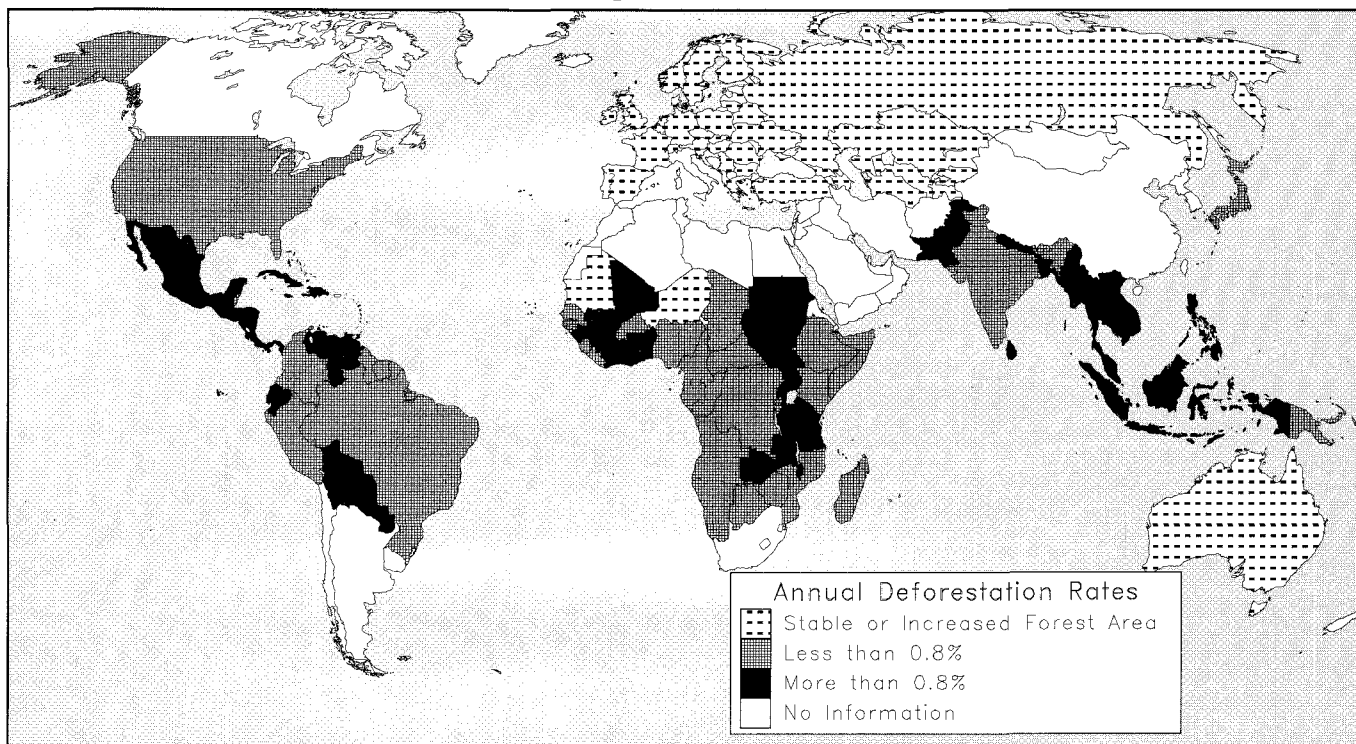 Annual Deforestation Rates
Stable or Increased Forest Area
Less than 0.8%
More than 0.8%
No Information